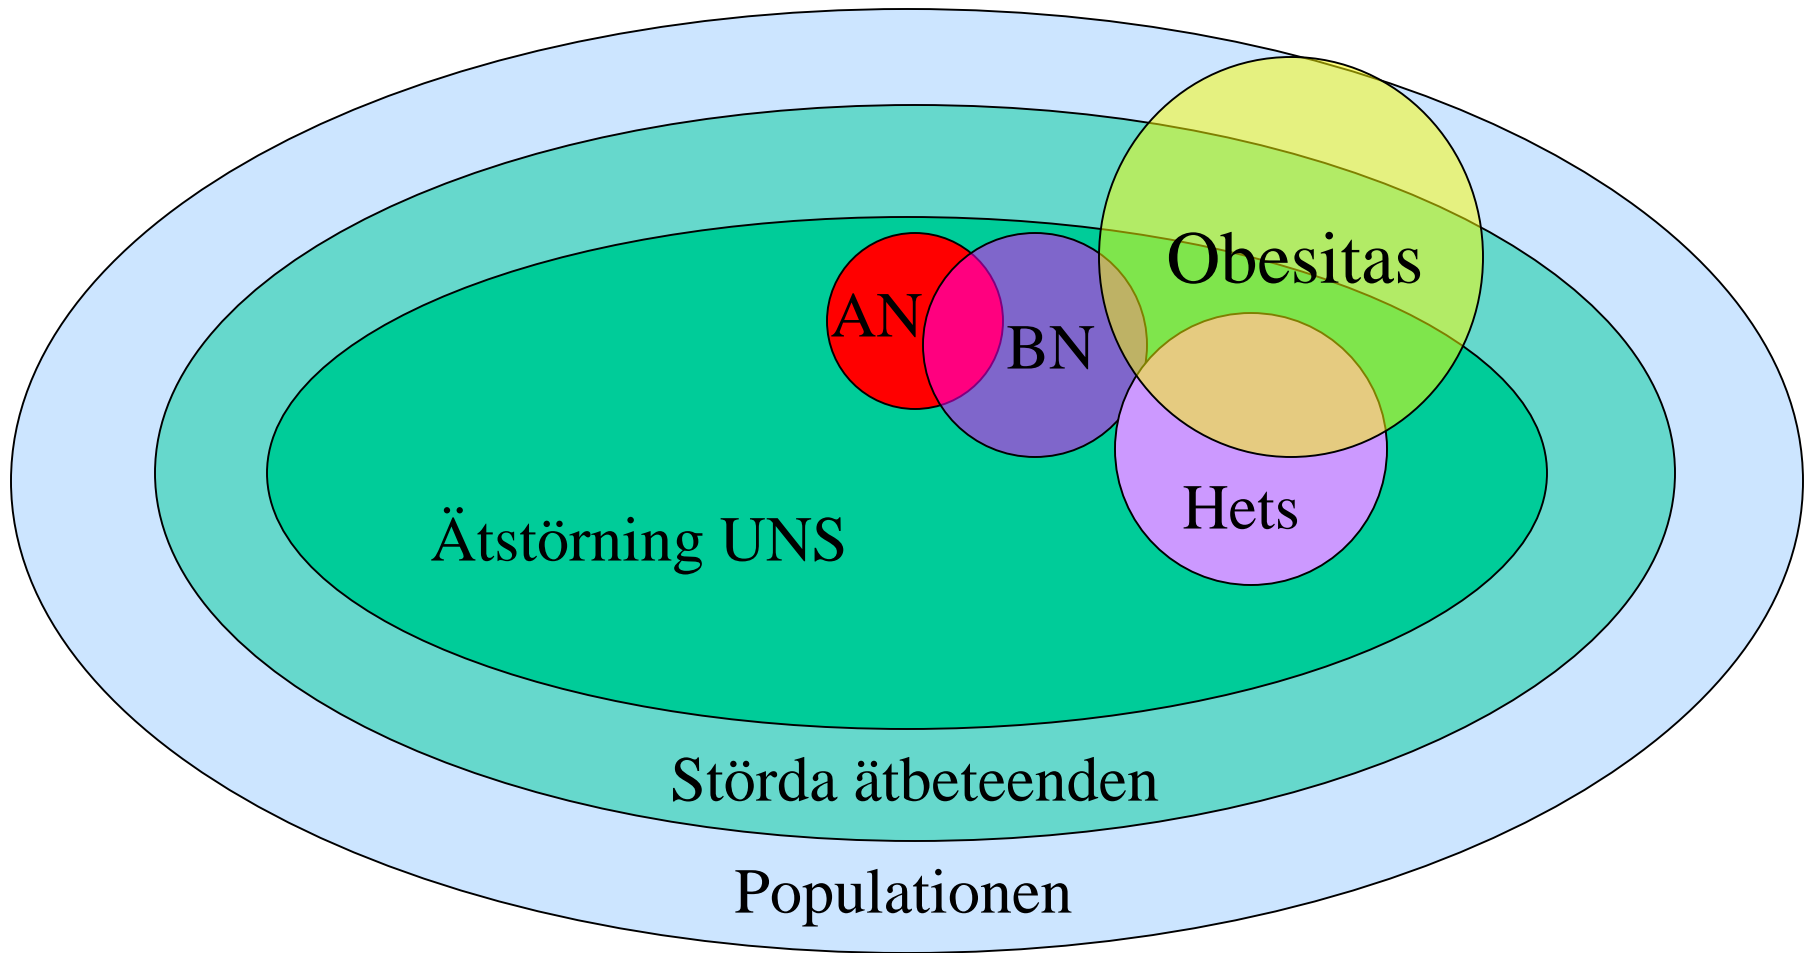 Obesitas
AN
BN
Hets
Ätstörning UNS
Störda ätbeteenden
Populationen